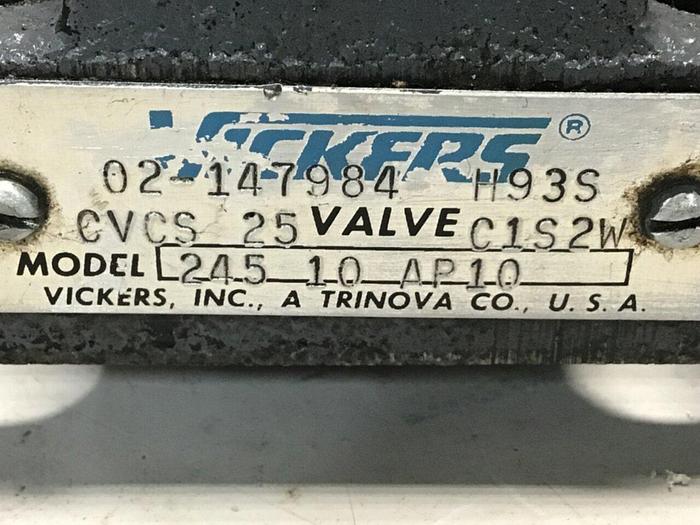 VICKERS ®
02-147984 H93S
CVCS 25 VALVE C1S2W
MODEL 245 10 AP10
VICKERS, INC., A TRINOVA CO., U. S. A.